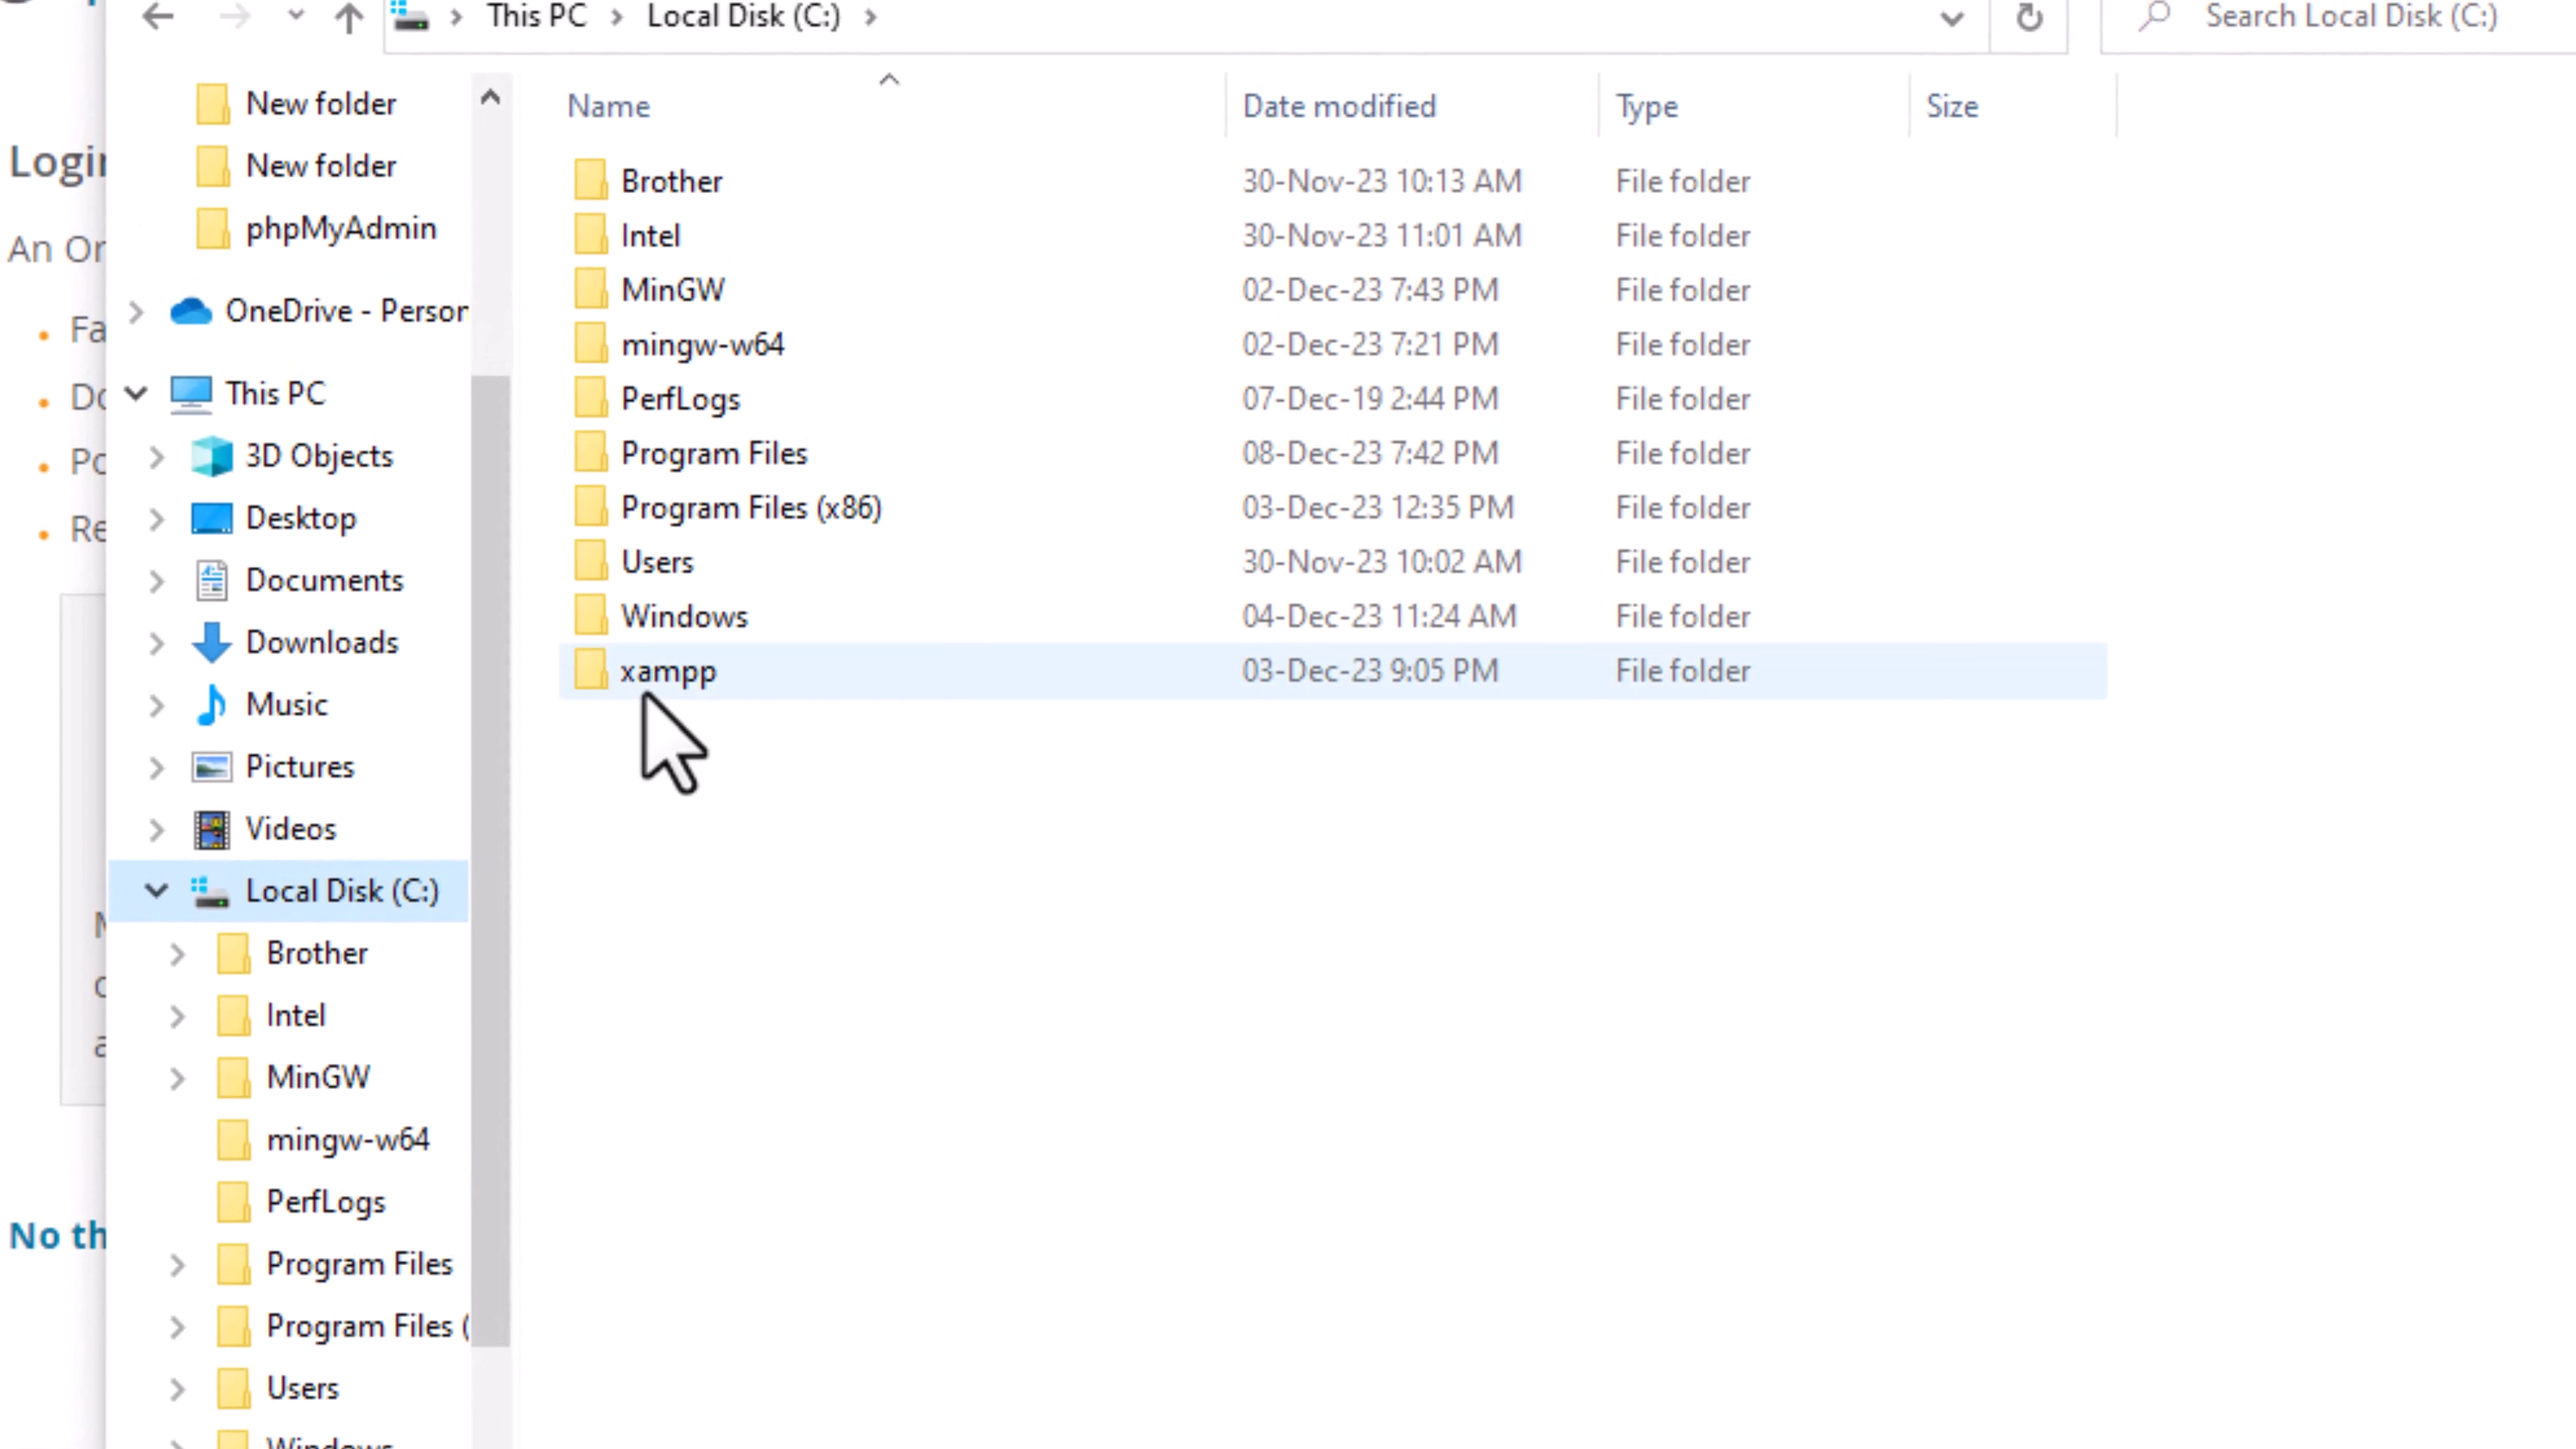 This PC
Local Disk (C:)
Search Local Disk (C:)
New folder
New folder
phpMyAdmin
OneDrive - Person
This PC
3D Objects
Desktop
Documents
Downloads
Music
Pictures
Videos
Local Disk (C:)
Brother
Intel
MinGW
mingw-w64
PerfLogs
Program Files
Program Files (
Users
Windows
Name Date modified Type Size
Brother 30-Nov-23 10:13 AM File folder
Intel 30-Nov-23 11:01 AM File folder
MinGW 02-Dec-23 7:43 PM File folder
mingw-w64 02-Dec-23 7:21 PM File folder
PerfLogs 07-Dec-19 2:44 PM File folder
Program Files 08-Dec-23 7:42 PM File folder
Program Files (x86) 03-Dec-23 12:35 PM File folder
Users 30-Nov-23 10:02 AM File folder
Windows 04-Dec-23 11:24 AM File folder
xampp 03-Dec-23 9:05 PM File folder
An Or
Fa
Po
Re
No th